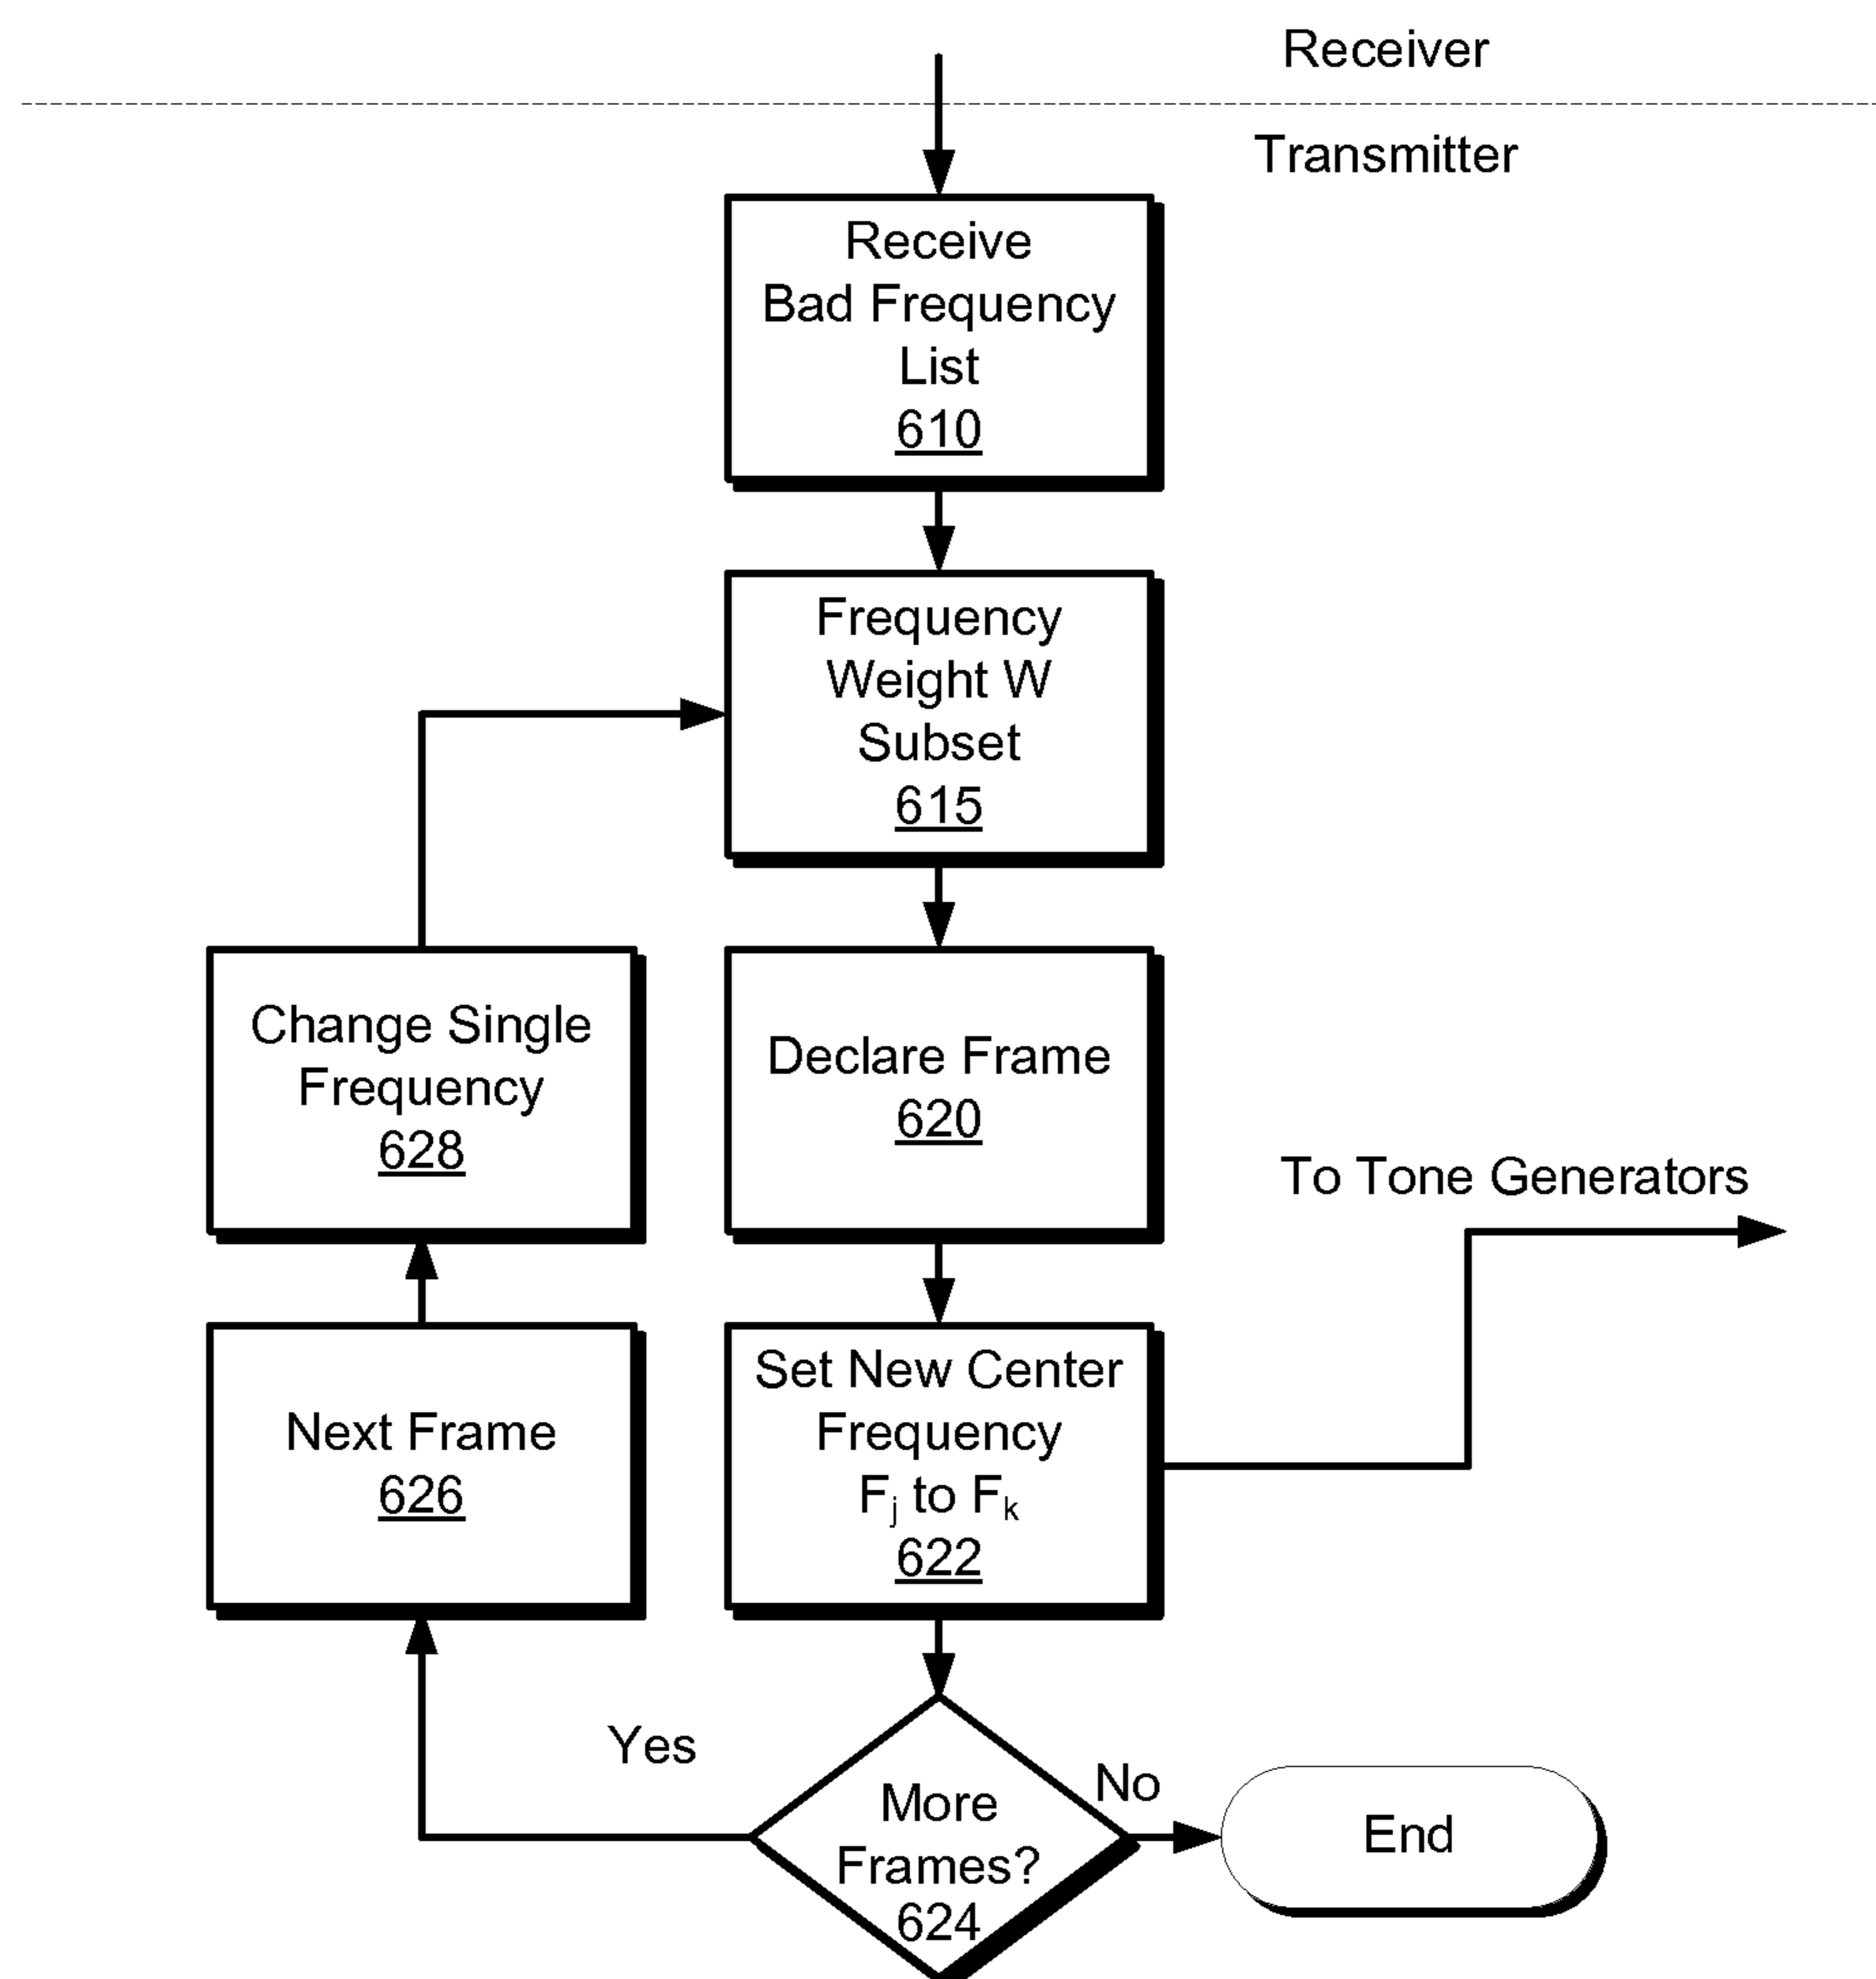 Receiver
Transmitter
Receive
Bad Frequency
List
610
Frequency
Weight W
Subset
615
Change Single
Frequency
628
Declare Frame
620
To Tone Generators
Next Frame
626
Set New Center
Frequency
Fj to Fk
622
Yes
No
More
Frames?
624
End